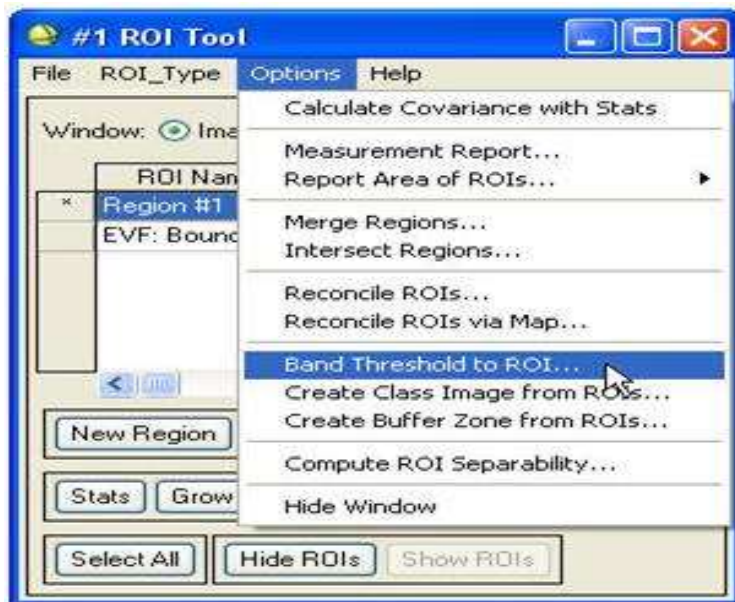 #1 ROI Tool
File ROI_Type Options Help
Calculate Covariance with Stats
Window: Ima
Measurement Report...
ROI Nam
Report Area of ROIs...
* Region #1
Merge Regions...
EVF: Bound
Intersect Regions...
Reconcile ROIs...
Reconcile ROIs via Map...
Band Threshold to ROI...
Create Class Image from ROIs...
Create Buffer Zone from ROIs...
New Region
Compute ROI Separability...
Stats Grow
Hide Window
Select All Hide ROIs Show ROIs